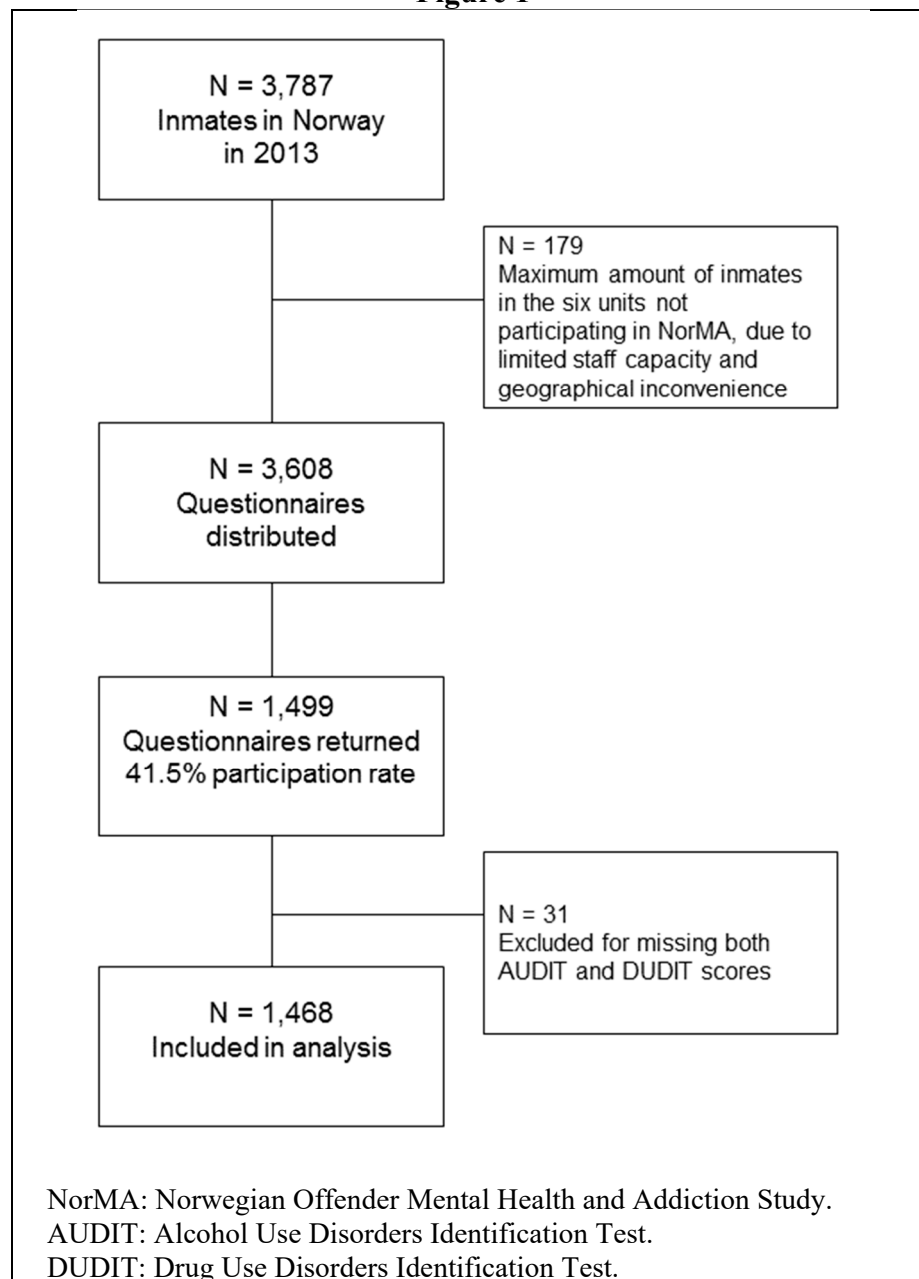 Figure 1
N = 3,787
Inmates in Norway
in 2013
N = 179
Maximum amount of inmates
in the six units not
participating in NorMA, due to
limited staff capacity and
geographical inconvenience
N = 3,608
Questionnaires
distributed
N = 1,499
Questionnaires returned
41.5% participation rate
N = 31
Excluded for missing both
AUDIT and DUDIT scores
N = 1,468
Included in analysis
NorMA: Norwegian Offender Mental Health and Addiction Study.
AUDIT: Alcohol Use Disorders Identification Test.
DUDIT: Drug Use Disorders Identification Test.